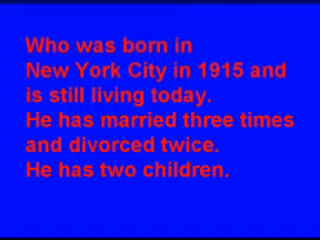 Who was born in
New York City in 1915 and
is still living today.
He has married three times
and divorced twice.
He has two children.